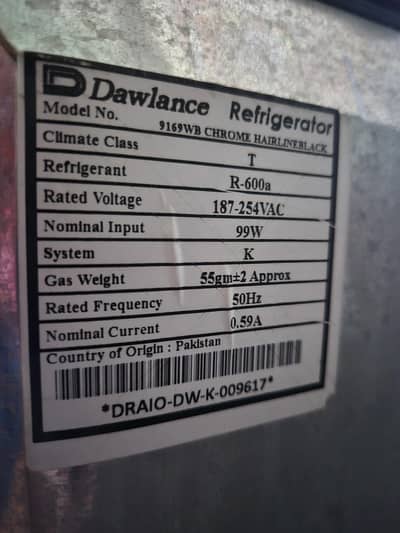 Dawlance Refrigerator
Model No. 9169WB CHROME HAIRLINEBLACK
Climate Class T
Refrigerant R-600a
Rated Voltage 187-254VAC
Nominal Input 99W
System K
Gas Weight 55gm±2 Approx
Rated Frequency 50Hz
Nominal Current 0.59A
Country of Origin : Pakistan
*DRAIO-DW-K-009617*